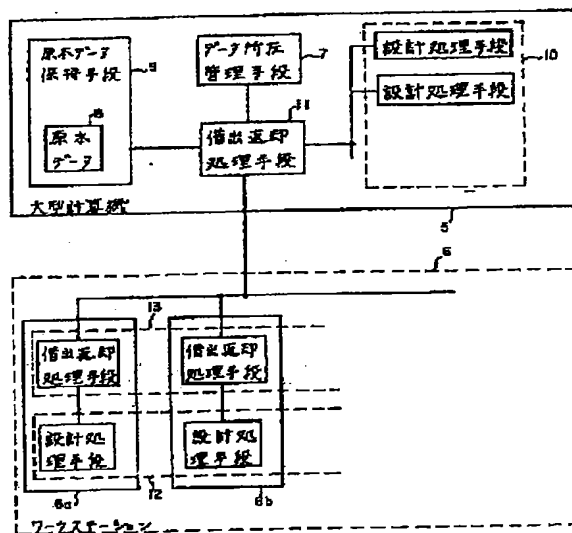 原本データ
保持手段
9
8
原本
データ
データ所在
管理手段
7
11
借出返却
処理手段
設計処理手段
設計処理手段
10
大型計算機
5
6
13
借出返却
処理手段
借出返却
処理手段
設計処
理手段
設計処
理手段
12
6a
6b
ワークステーション